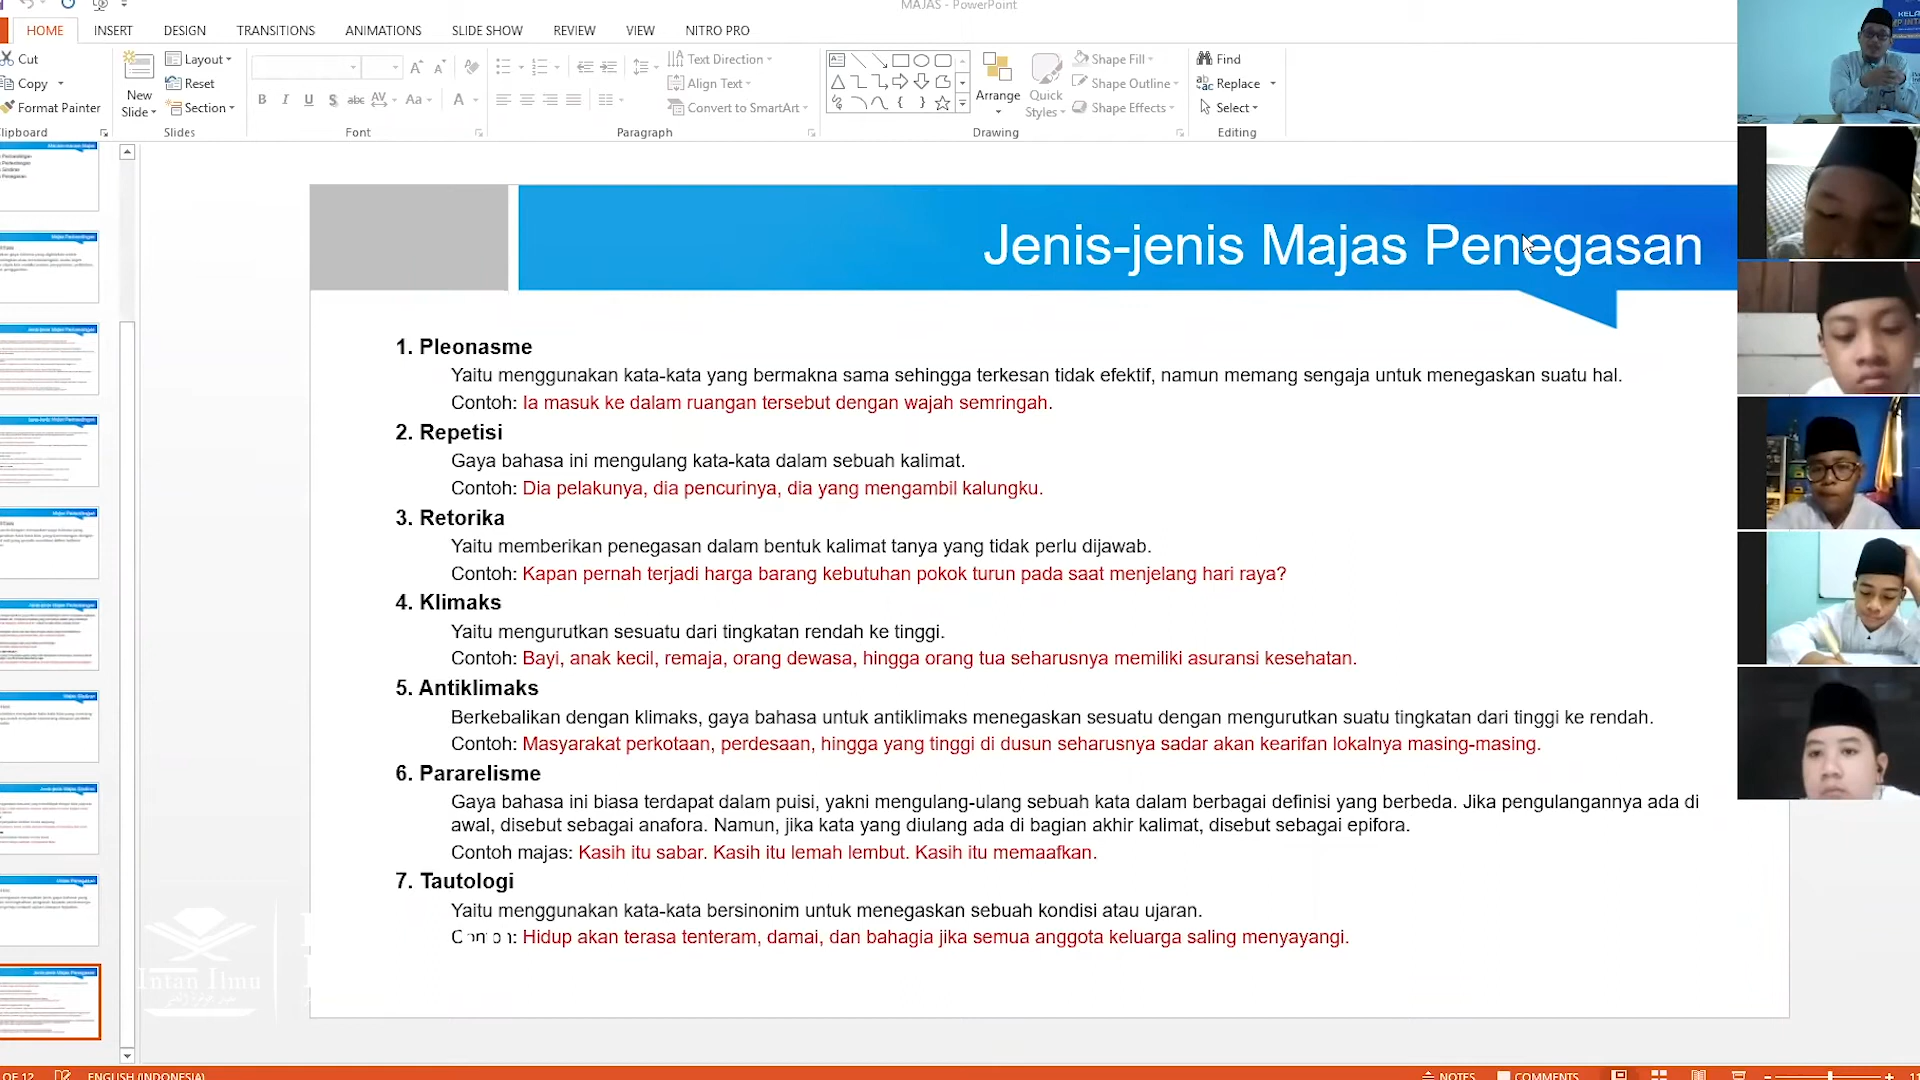 MAJAS - PowerPoint
HOME INSERT DESIGN TRANSITIONS ANIMATIONS SLIDE SHOW REVIEW VIEW NITRO PRO
Cut
Copy
Format Painter
Clipboard
New
Slide
Layout
Reset
Section
Slides
Font
Text Direction
Align Text
Convert to SmartArt
Paragraph
Arrange
Quick
Styles
Shape Fill
Shape Outline
Shape Effects
Drawing
Find
Replace
Select
Editing
Jenis-jenis Majas Penegasan
1. Pleonasme
Yaitu menggunakan kata-kata yang bermakna sama sehingga terkesan tidak efektif, namun memang sengaja untuk menegaskan suatu hal.
Contoh: Ia masuk ke dalam ruangan tersebut dengan wajah semringah.
2. Repetisi
Gaya bahasa ini mengulang kata-kata dalam sebuah kalimat.
Contoh: Dia pelakunya, dia pencurinya, dia yang mengambil kalungku.
3. Retorika
Yaitu memberikan penegasan dalam bentuk kalimat tanya yang tidak perlu dijawab.
Contoh: Kapan pernah terjadi harga barang kebutuhan pokok turun pada saat menjelang hari raya?
4. Klimaks
Yaitu mengurutkan sesuatu dari tingkatan rendah ke tinggi.
Contoh: Bayi, anak kecil, remaja, orang dewasa, hingga orang tua seharusnya memiliki asuransi kesehatan.
5. Antiklimaks
Berkebalikan dengan klimaks, gaya bahasa untuk antiklimaks menegaskan sesuatu dengan mengurutkan suatu tingkatan dari tinggi ke rendah.
Contoh: Masyarakat perkotaan, perdesaan, hingga yang tinggi di dusun seharusnya sadar akan kearifan lokalnya masing-masing.
6. Pararelisme
Gaya bahasa ini biasa terdapat dalam puisi, yakni mengulang-ulang sebuah kata dalam berbagai definisi yang berbeda. Jika pengulangannya ada di
awal, disebut sebagai anafora. Namun, jika kata yang diulang ada di bagian akhir kalimat, disebut sebagai epifora.
Contoh majas: Kasih itu sabar. Kasih itu lemah lembut. Kasih itu memaafkan.
7. Tautologi
Yaitu menggunakan kata-kata bersinonim untuk menegaskan sebuah kondisi atau ujaran.
Contoh: Hidup akan terasa tenteram, damai, dan bahagia jika semua anggota keluarga saling menyayangi.
Intan Ilmu
OF 12 ENGLISH (INDONESIA) NOTES COMMENTS